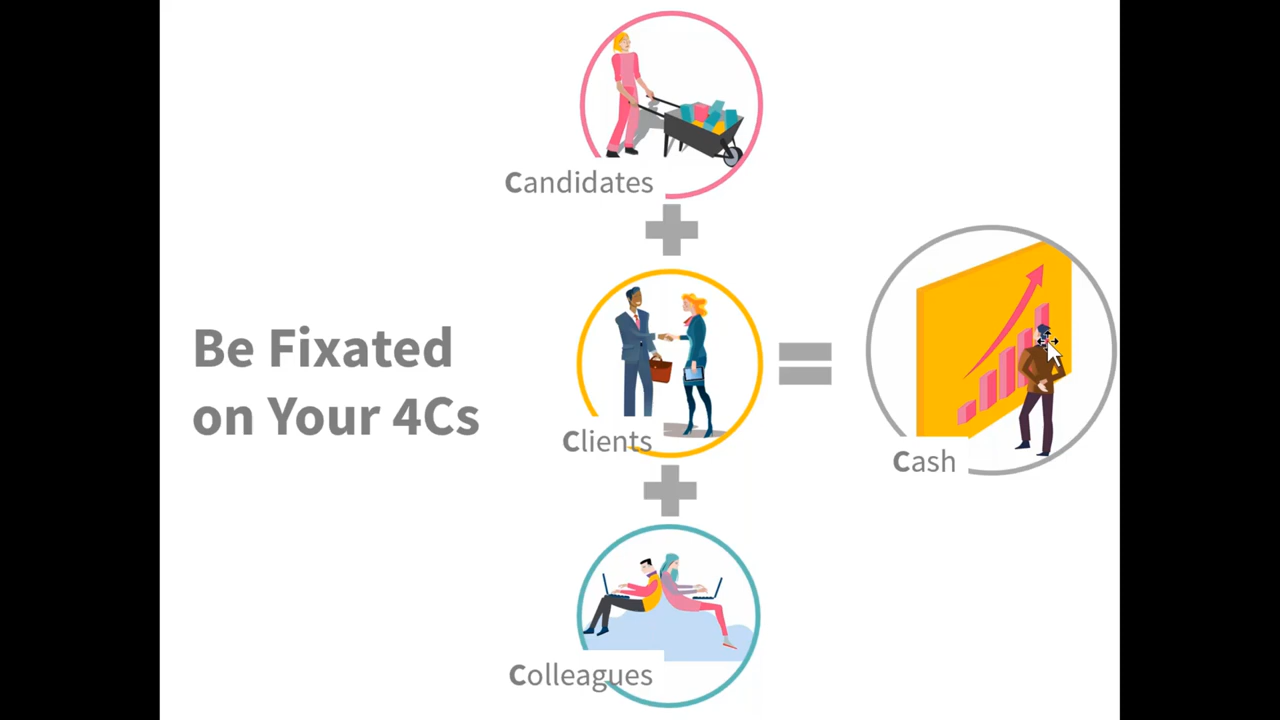 Candidates
Be Fixated
on Your 4Cs
Clients
Cash
Colleagues